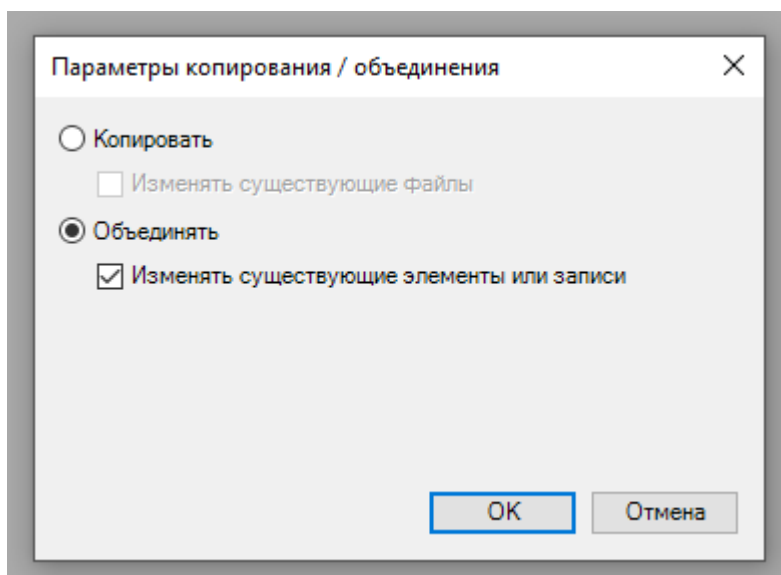 Параметры копирования / объединения
Копировать
Изменять существующие файлы
Объединять
Изменять существующие элементы или записи
OK
Отмена